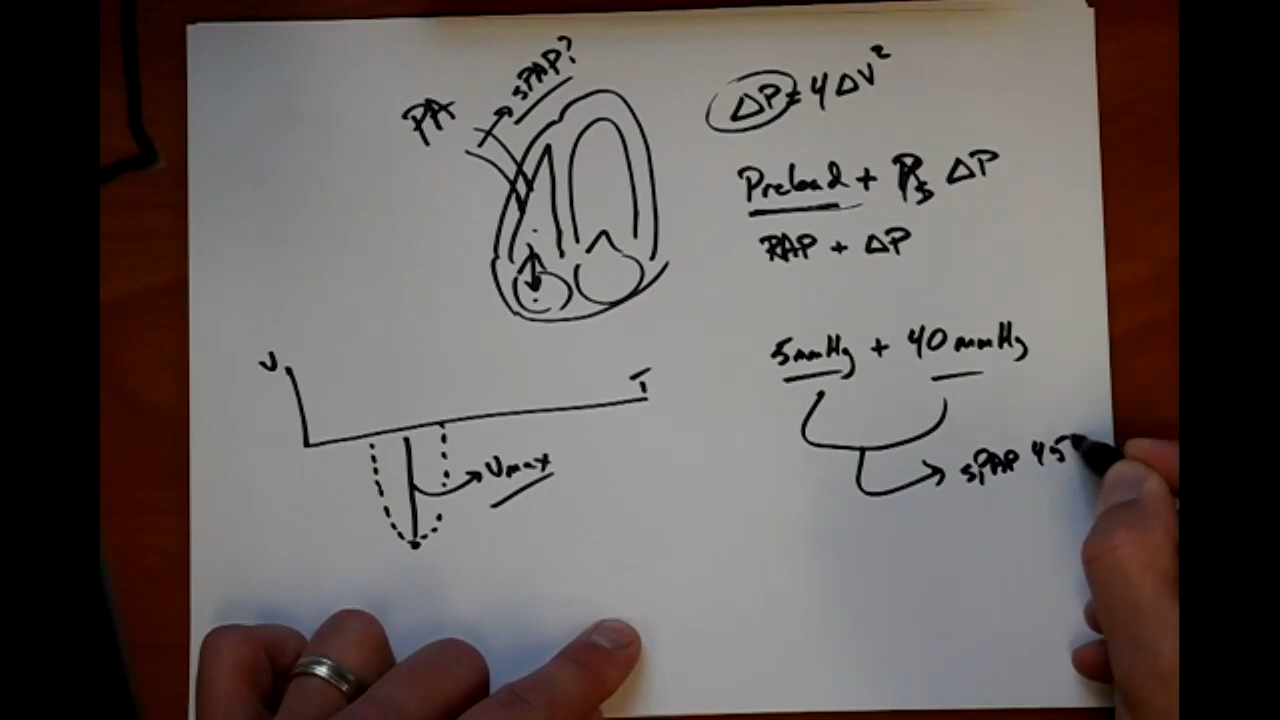 sPAP?
PA
ΔP = 4ΔV²
Preload + ΔP
RAP + ΔP
5mmHg + 40mmHg
sPAP 45
V
T
Vmax